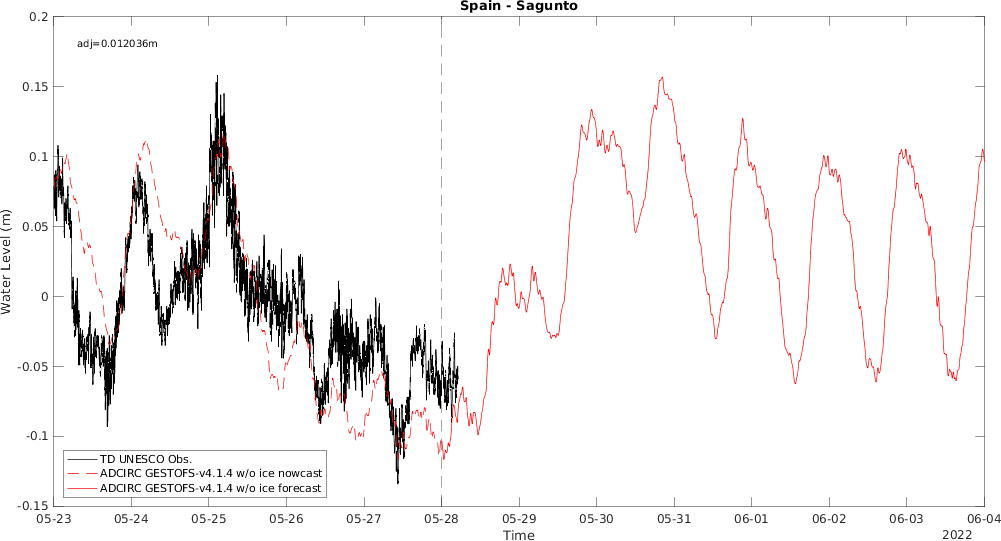 Spain - Sagunto
adj=0.012036m
Water Level (m)
0.2
0.15
0.1
0.05
0
-0.05
-0.1
-0.15
TD UNESCO Obs.
ADCIRC GESTOFS-v4.1.4 w/o ice nowcast
ADCIRC GESTOFS-v4.1.4 w/o ice forecast
05-23 05-24 05-25 05-26 05-27 05-28 05-29 05-30 05-31 06-01 06-02 06-03 06-04
Time
2022